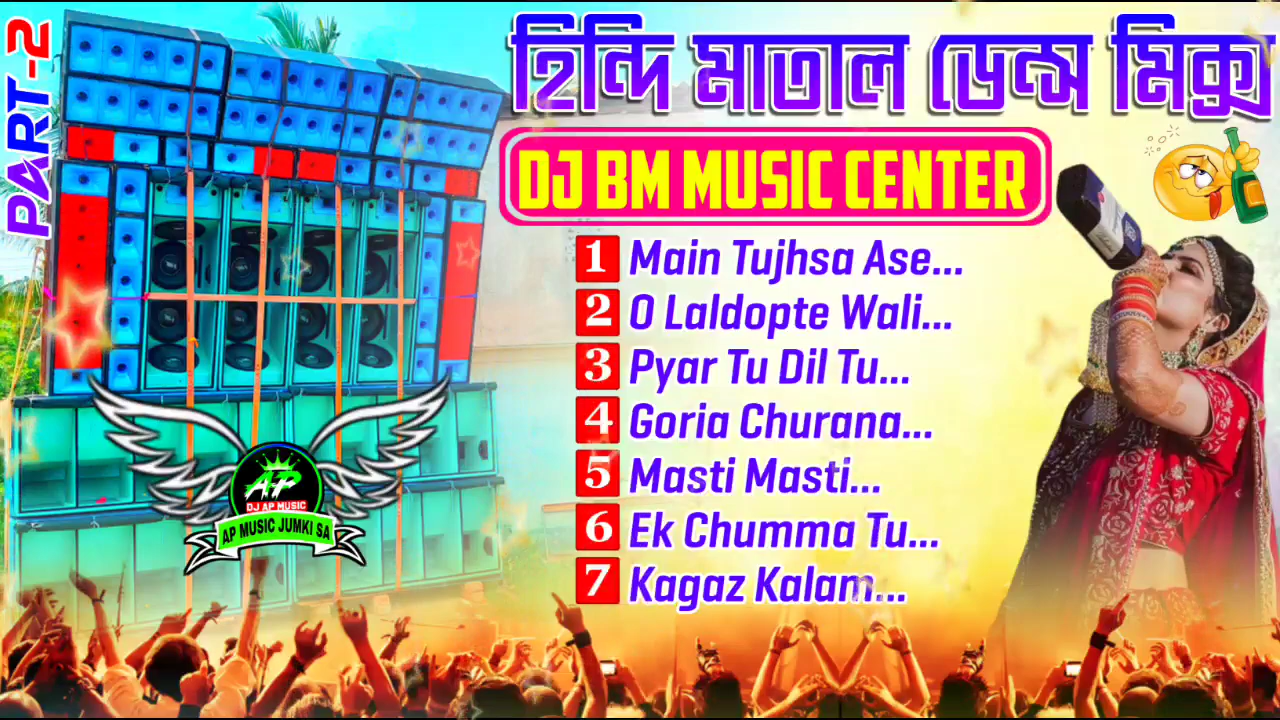 PART-2
হিন্দি মাতাল ডেন্স মিক্স
DJ BM MUSIC CENTER
1 Main Tujhsa Ase...
2 O Laldopte Wali...
3 Pyar Tu Dil Tu...
4 Goria Churana...
5 Masti Masti...
6 Ek Chumma Tu...
7 Kagaz Kalam...
AP
DJ AP MUSIC
AP MUSIC JUMKI SA